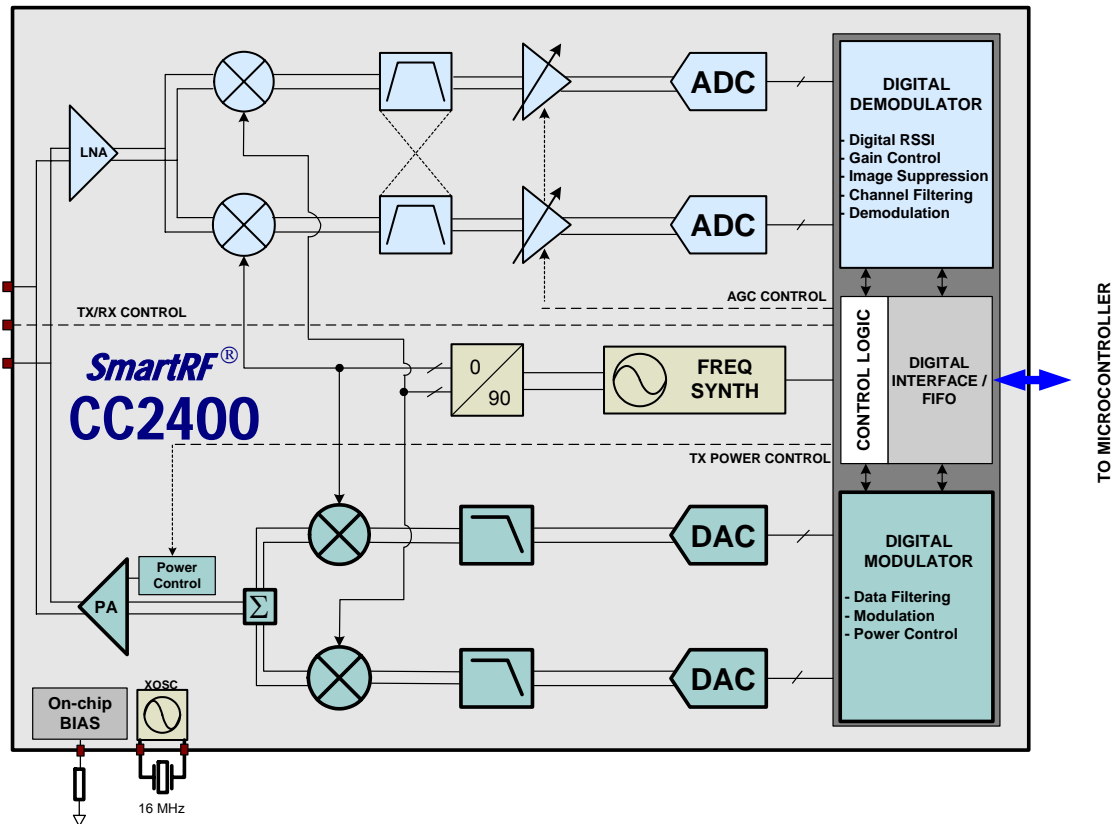 ADC
DIGITAL
DEMODULATOR
- Digital RSSI
- Gain Control
- Image Suppression
- Channel Filtering
- Demodulation
LNA
ADC
AGC CONTROL
TX/RX CONTROL
SmartRF®
CC2400
0
90
FREQ
SYNTH
CONTROL LOGIC
DIGITAL
INTERFACE /
FIFO
TO MICROCONTROLLER
TX POWER CONTROL
DAC
DIGITAL
MODULATOR
- Data Filtering
- Modulation
- Power Control
Power
Control
PA
Σ
DAC
On-chip
BIAS
XOSC
16 MHz